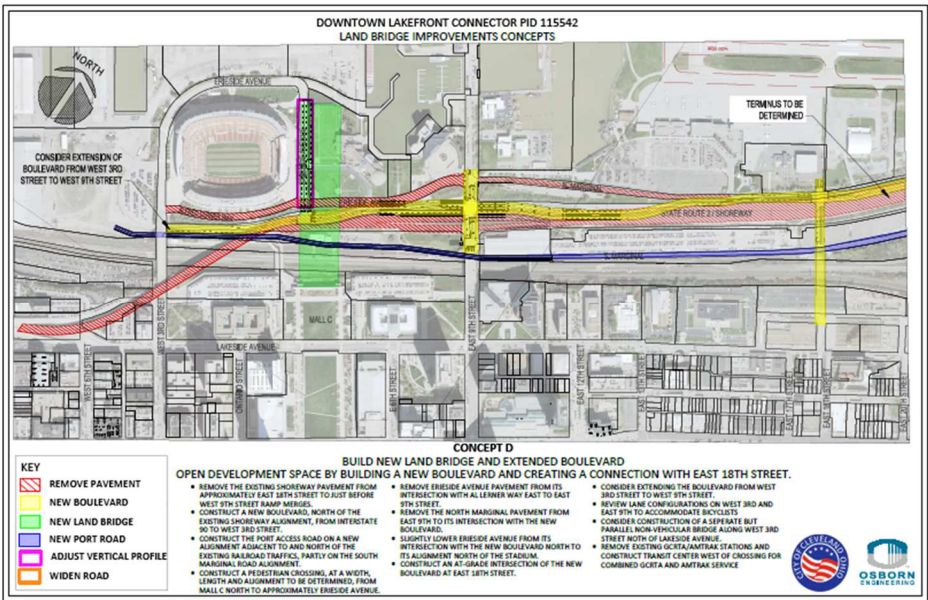 DOWNTOWN LAKEFRONT CONNECTOR PID 115542
LAND BRIDGE IMPROVEMENTS CONCEPTS
NORTH
ERIESIDE AVENUE
TERMINUS TO BE
DETERMINED
CONSIDER EXTENSION OF
BOULEVARD FROM WEST 3RD
STREET TO WEST 9TH STREET
STATE ROUTE 2 / SHOREWAY
WEST 3RD STREET
EAST 9TH STREET
MALL C
LAKESIDE AVENUE
WEST 6TH STREET
ONTARIO STREET
EAST 12TH STREET
CONCEPT D
BUILD NEW LAND BRIDGE AND EXTENDED BOULEVARD
OPEN DEVELOPMENT SPACE BY BUILDING A NEW BOULEVARD AND CREATING A CONNECTION WITH EAST 18TH STREET.
KEY
REMOVE PAVEMENT
NEW BOULEVARD
NEW LAND BRIDGE
NEW PORT ROAD
ADJUST VERTICAL PROFILE
WIDEN ROAD
• REMOVE THE EXISTING SHOREWAY PAVEMENT FROM
APPROXIMATELY EAST 18TH STREET TO JUST BEFORE
WEST 9TH STREET RAMP MERGES.
• CONSTRUCT A NEW BOULEVARD, NORTH OF THE
EXISTING SHOREWAY ALIGNMENT, FROM INTERSTATE
90 TO WEST 3RD STREET.
• CONSTRUCT THE PORT ACCESS ROAD ON A NEW
ALIGNMENT ADJACENT TO AND NORTH OF THE
EXISTING RAILROAD TRAFFICS, PARTLY ON THE SOUTH
MARGINAL ROAD ALIGNMENT.
• CONSTRUCT A PEDESTRIAN CROSSING, AT A WIDTH,
LENGTH AND ALIGNMENT TO BE DETERMINED, FROM
MALL C NORTH TO APPROXIMATELY ERIESIDE AVENUE.
• REMOVE ERIESIDE AVENUE PAVEMENT FROM ITS
INTERSECTION WITH AL LERNER WAY EAST TO EAST
9TH STREET.
• REMOVE THE NORTH MARGINAL PAVEMENT FROM
EAST 9TH TO ITS INTERSECTION WITH THE NEW
BOULEVARD.
• SLIGHTLY LOWER ERIESIDE AVENUE FROM ITS
INTERSECTION WITH THE NEW BOULEVARD NORTH TO
ITS ALIGNMENT NORTH OF THE STADIUM.
• CONSTRUCT AN AT-GRADE INTERSECTION OF THE NEW
BOULEVARD AT EAST 18TH STREET.
• CONSIDER EXTENDING THE BOULEVARD FROM WEST
3RD STREET TO WEST 9TH STREET.
• REVIEW LANE CONFIGURATIONS ON WEST 3RD AND
EAST 9TH TO ACCOMMODATE BICYCLISTS
• CONSIDER CONSTRUCTION OF A SEPERATE BUT
PARALLEL NON-VEHICULAR BRIDGE ALONG WEST 3RD
STREET NOTH OF LAKESIDE AVENUE.
• REMOVE EXISTING GCRTA/AMTRAK STATIONS AND
CONSTRUCT TRANSIT CENTER WEST OF CROSSING FOR
COMBINED GCRTA AND AMTRAK SERVICE
CITY OF CLEVELAND OHIO
OSBORN
ENGINEERING